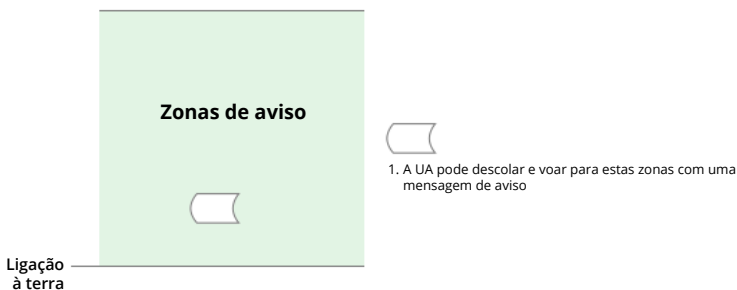 Zonas de aviso
1. A UA pode descolar e voar para estas zonas com uma
mensagem de aviso
Ligação
à terra